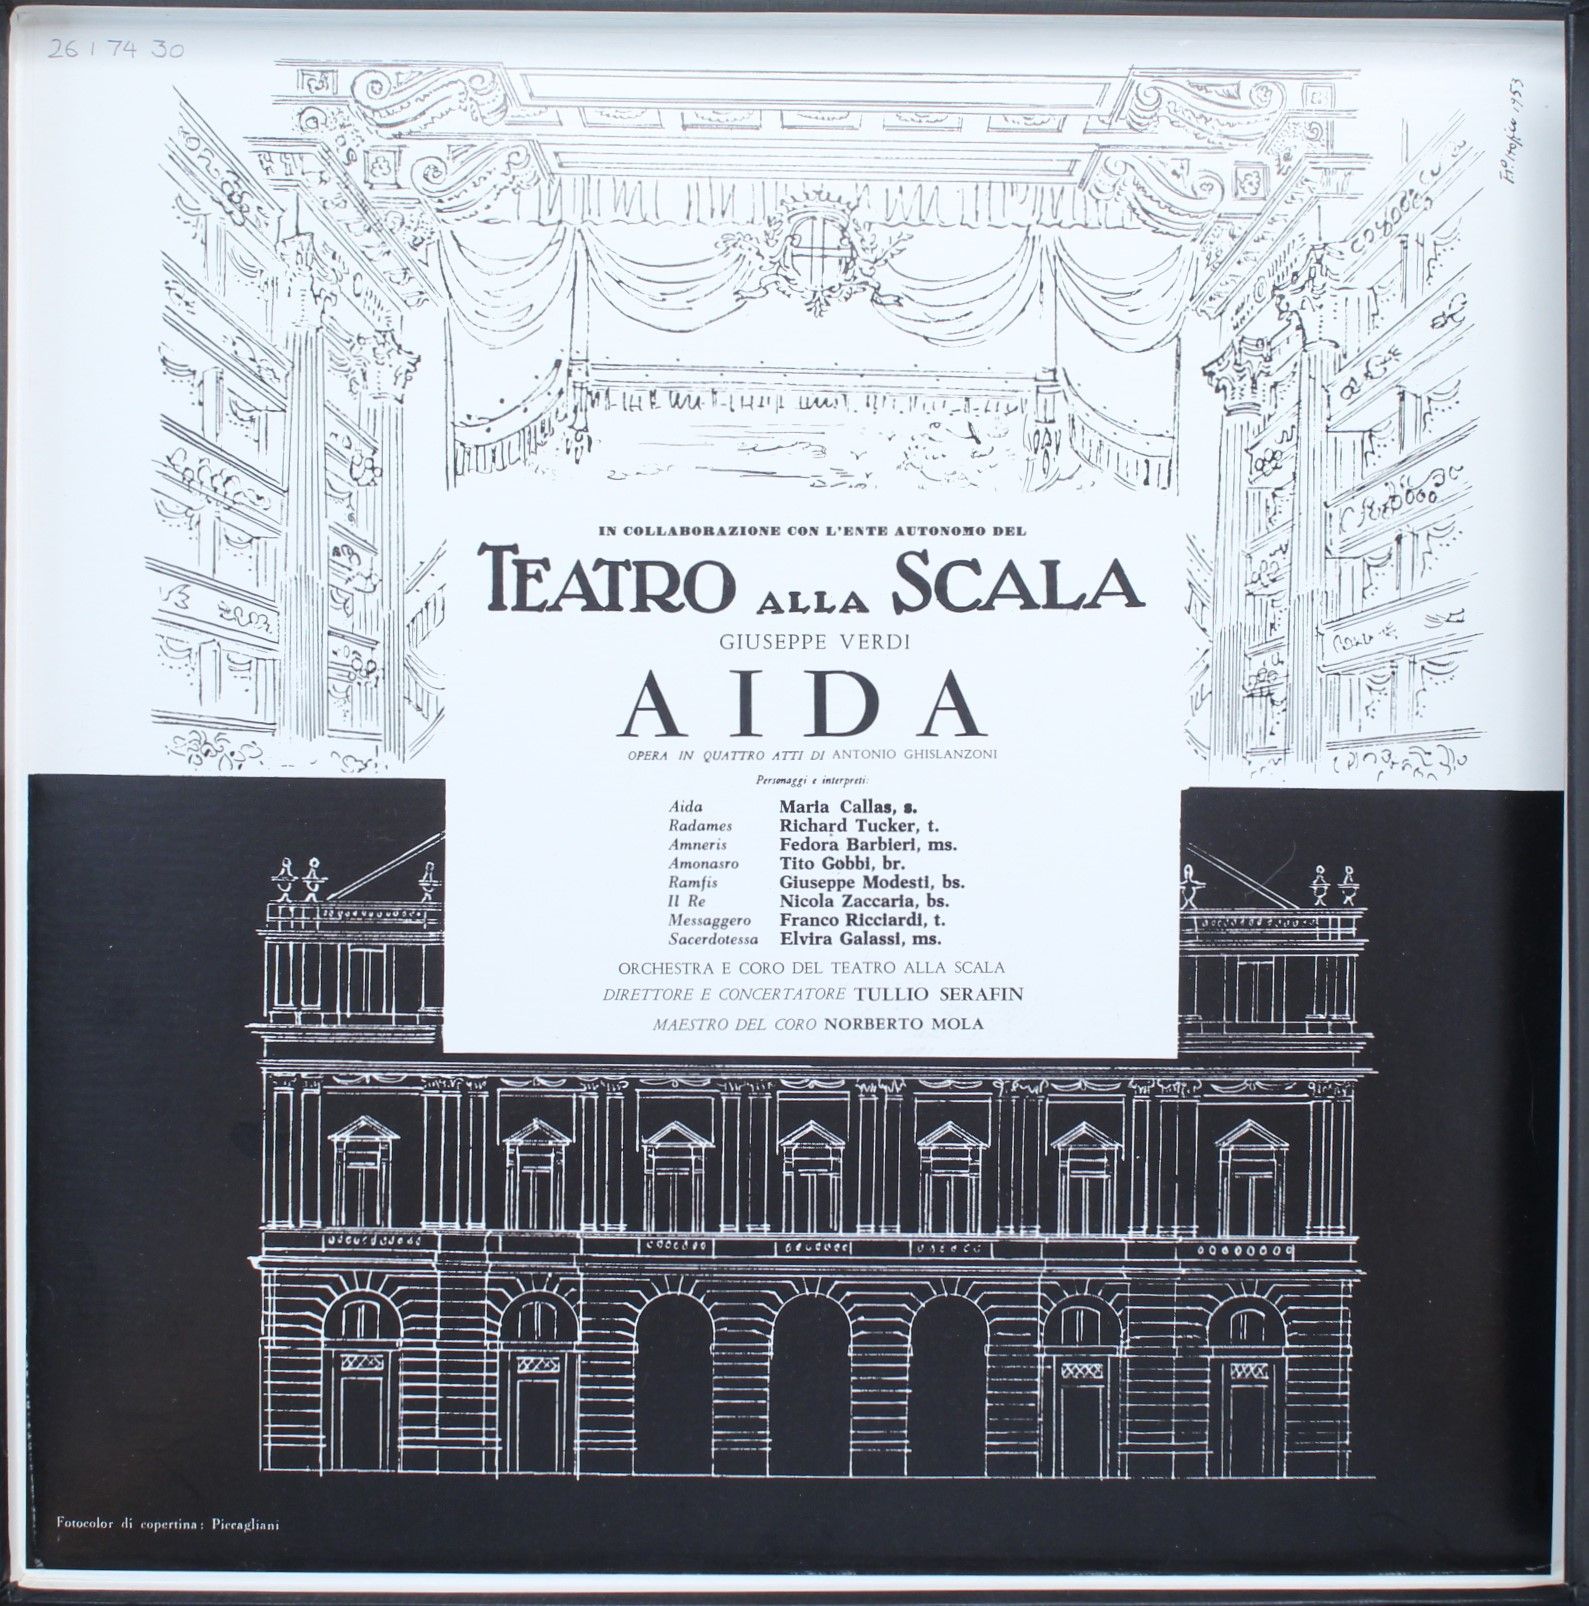 26 1 74 30
1953
IN COLLABORAZIONE CON L'ENTE AUTONOMO DEL
TEATRO ALLA SCALA
GIUSEPPE VERDI
AIDA
OPERA IN QUATTRO ATTI DI ANTONIO GHISLANZONI
Personaggi e interpreti:
Aida Maria Callas, s.
Radames Richard Tucker, t.
Amneris Fedora Barbieri, ms.
Amonasro Tito Gobbi, br.
Ramfis Giuseppe Modesti, bs.
Il Re Nicola Zaccaria, bs.
Messaggero Franco Ricciardi, t.
Sacerdotessa Elvira Galassi, ms.
ORCHESTRA E CORO DEL TEATRO ALLA SCALA
DIRETTORE E CONCERTATORE TULLIO SERAFIN
MAESTRO DEL CORO NORBERTO MOLA
Fotocolor di copertina: Piccagliani